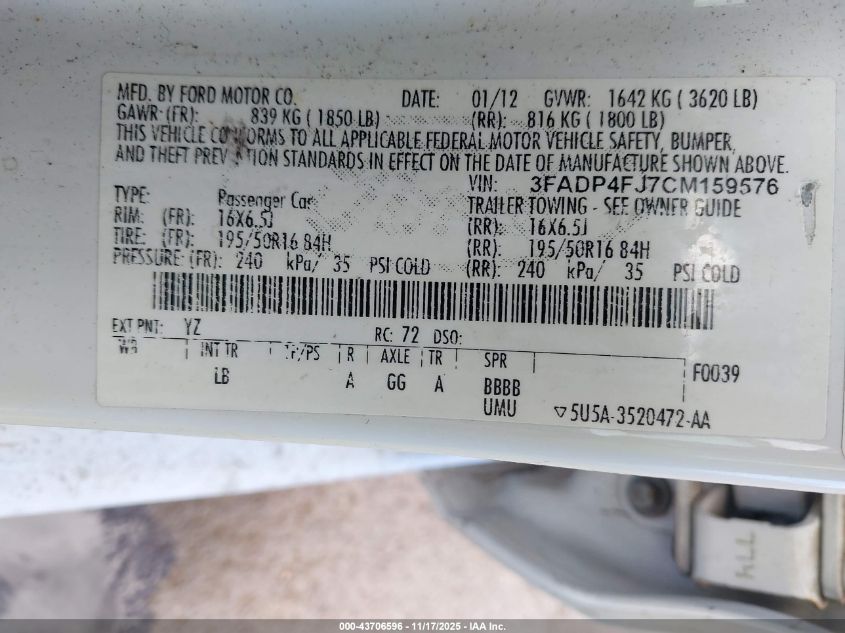 MFD. BY FORD MOTOR CO. DATE: 01/12 GVWR: 1642 KG ( 3620 LB)
GAWR (FR): 839 KG ( 1850 LB) (RR): 816 KG ( 1800 LB)
THIS VEHICLE CONFORMS TO ALL APPLICABLE FEDERAL MOTOR VEHICLE SAFETY, BUMPER,
AND THEFT PREVENTION STANDARDS IN EFFECT ON THE DATE OF MANUFACTURE SHOWN ABOVE.
VIN: 3FADP4FJ7CM159576
TYPE: Passenger Car TRAILER TOWING - SEE OWNER GUIDE
RIM: (FR): 16X6.5J (RR): 16X6.5J
TIRE: (FR): 195/50R16 84H (RR): 195/50R16 84H
PRESSURE (FR): 240 kPa/ 35 PSI COLD (RR): 240 kPa/ 35 PSI COLD
EXT PNT: YZ RC: 72 DSO:
WB INT TR TP/PS R AXLE TR SPR
LB A GG A BBBB F0039
UMU ▽5U5A-3520472-AA
000-43706596 - 11/17/2025 - IAA Inc.